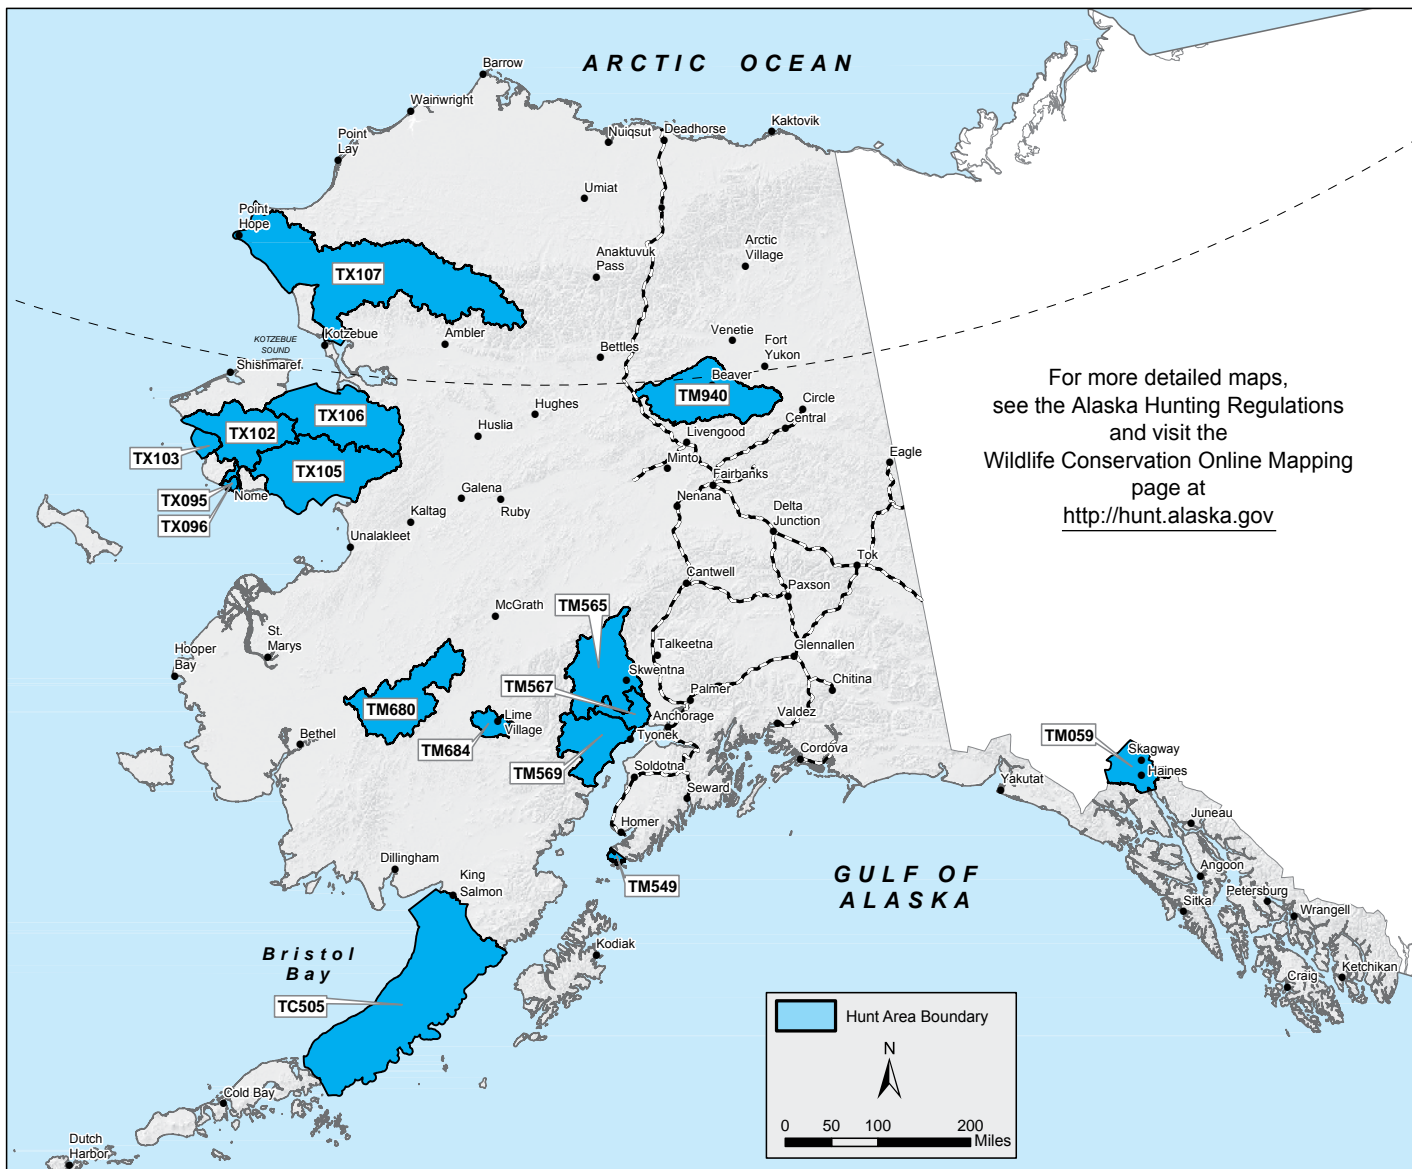 ARCTIC OCEAN
Barrow
Wainwright
Point
Lay
Nuiqsut
Deadhorse
Kaktovik
Umiat
Point
Hope
Anaktuvuk
Pass
Arctic
Village
TX107
KOTZEBUE
SOUND
Kotzebue
Ambler
Bettles
Venetie
Fort
Yukon
Shishmaref.
Beaver
TM940
Circle
Central
TX106
TX102
TX103
TX105
TX095
TX096
Nome
Hughes
Huslia
Livengood
Minto
Fairbanks
Eagle
Galena
Ruby
Kaltag
Nenana
Delta
Junction
Unalakleet
Tok
Cantwell
Paxson
For more detailed maps,
see the Alaska Hunting Regulations
and visit the
Wildlife Conservation Online Mapping
page at
http://hunt.alaska.gov
McGrath
TM565
St.
Marys
Hooper
Bay
Talkeetna
Glennallen
Skwentna
TM567
Chitina
Palmer
TM680
Lime
Village
TM684
Anchorage
Valdez
Tyonek
Bethel
TM569
Cordova
Soldotna
Seward
TM059
Skagway
Haines
Yakutat
Juneau
Homer
TM549
Dillingham
King
Salmon
GULF OF
ALASKA
Angoon
Petersburg
Sitka
Wrangell
Kodiak
Bristol
Bay
TC505
Craig
Ketchikan
Cold Bay
Dutch
Harbor
Hunt Area Boundary
N
0 50 100 200
Miles